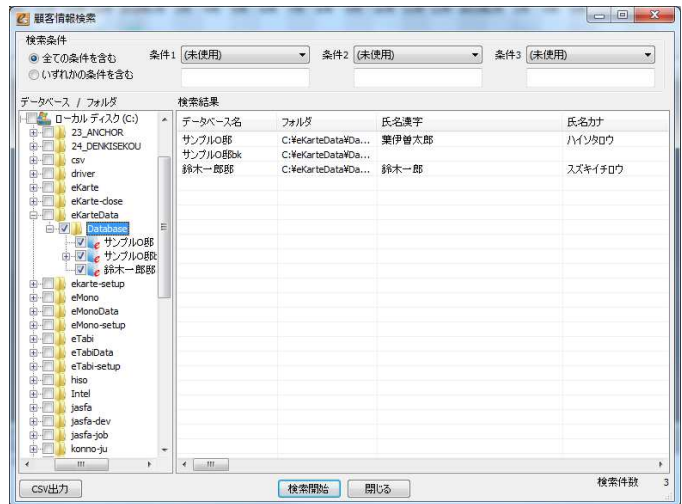 顧客情報検索
検索条件
全ての条件を含む
いずれかの条件を含む
条件1 (未使用)
条件2 (未使用)
条件3 (未使用)
データベース / フォルダ
ローカル ディスク (C:)
23_ANCHOR
24_DENKISEKOU
csv
driver
eKarte
eKarte-dose
eKarteData
Database
サンプルO邸
サンプルO邸b
鈴木一郎邸
ekarte-setup
eMono
eMonoData
eMono-setup
eTabi
eTabiData
eTabi-setup
hiso
Intel
jasfa
jasfa-dev
jasfa-job
konno-ju
検索結果
データベース名 フォルダ 氏名漢字 氏名カナ
サンプルO邸 C:¥eKarteData¥Da... 葉伊曽太郎 ハイソタロウ
サンプルO邸bk C:¥eKarteData¥Da...
鈴木一郎邸 C:¥eKarteData¥Da... 鈴木一郎 スズキイチロウ
CSV出力
検索開始
閉じる
検索件数 3